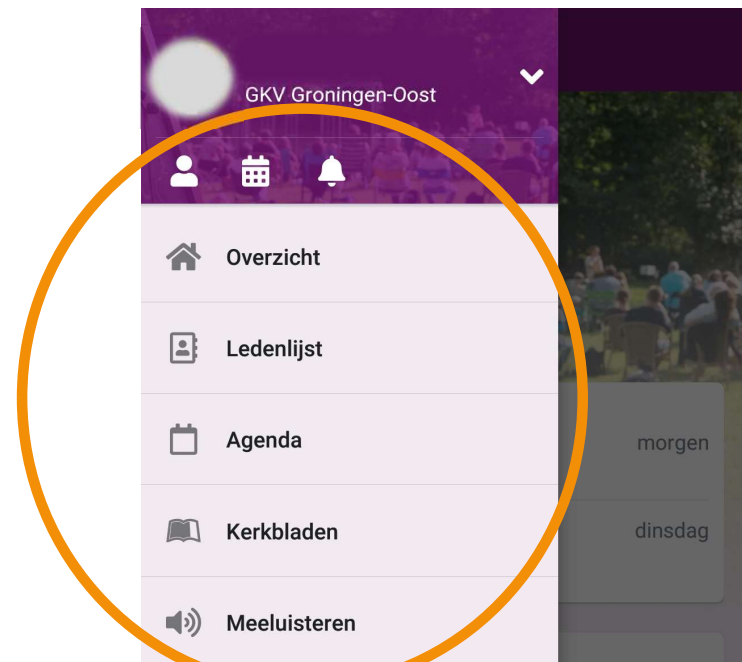 GKV Groningen-Oost
Overzicht
Ledenlijst
Agenda
morgen
Kerkbladen
dinsdag
Meeluisteren